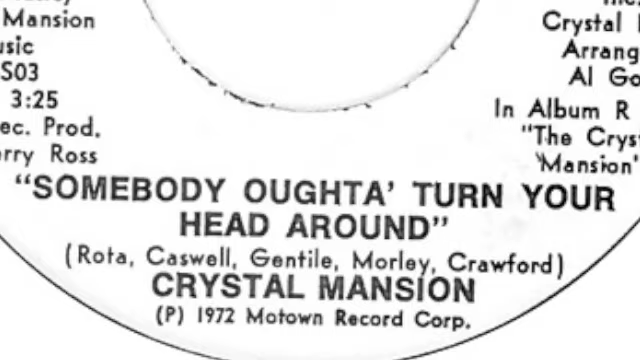 Mansion
usic
S03
3:25
ec. Prod.
rry Ross
Crystal
Arrang
Al Go
In Album R
"The Crys
Mansion"
"SOMEBODY OUGHTA' TURN YOUR
HEAD AROUND"
(Rota, Caswell, Gentile, Morley, Crawford)
CRYSTAL MANSION
(P) 1972 Motown Record Corp.